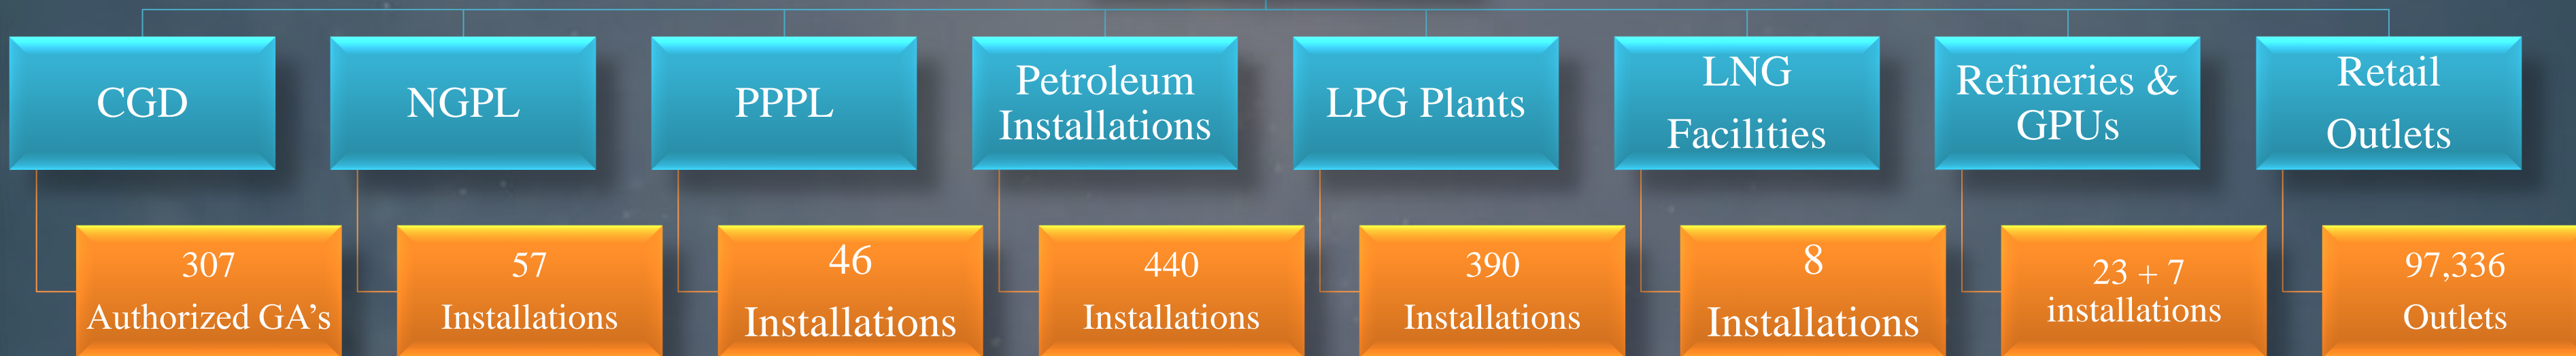 CGD
NGPL
PPPL
Petroleum
Installations
LPG Plants
LNG
Facilities
Refineries &
GPUs
Retail
Outlets
307
Authorized GA’s
57
Installations
46
Installations
440
Installations
390
Installations
8
Installations
23 + 7
installations
97,336
Outlets